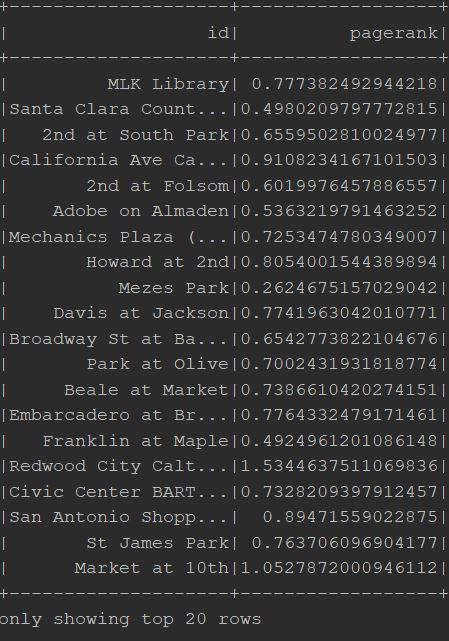 +--------------------+------------------+
|                  id|          pagerank|
+--------------------+------------------+
|         MLK Library| 0.777382492944218|
|Santa Clara Count...|0.4980209797772815|
|   2nd at South Park|0.6559502810024977|
|California Ave Ca...|0.9108234167101503|
|       2nd at Folsom|0.6019976457886557|
|    Adobe on Almaden|0.5363219791463252|
|Mechanics Plaza (...|0.7253474780349007|
|       Howard at 2nd|0.8054001544389894|
|          Mezes Park|0.2624675157029042|
|    Davis at Jackson|0.7741963042010771|
|Broadway St at Ba...|0.6542773822104676|
|       Park at Olive|0.7002431931818774|
|     Beale at Market|0.7386610420274151|
|Embarcadero at Br...|0.7764332479171461|
|   Franklin at Maple|0.4924961201086148|
|Redwood City Calt...|1.5344637511069836|
|Civic Center BART...|0.7328209397912457|
|San Antonio Shopp...|  0.89471559022875|
|       St James Park| 0.763706096904177|
|      Market at 10th|1.0527872000946112|
+--------------------+------------------+
only showing top 20 rows